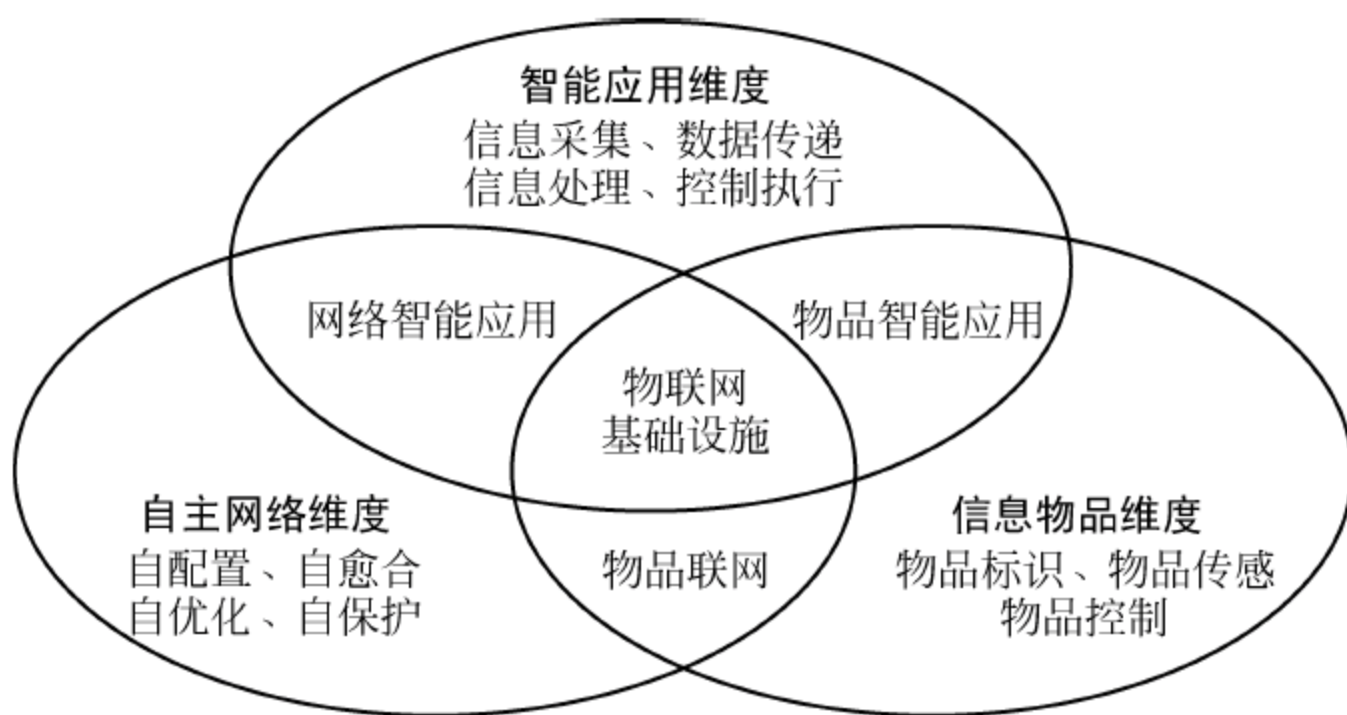 智能应用维度
信息采集、数据传递
信息处理、控制执行
网络智能应用
物品智能应用
物联网
基础设施
自主网络维度
自配置、自愈合
自优化、自保护
物品联网
信息物品维度
物品标识、物品传感
物品控制